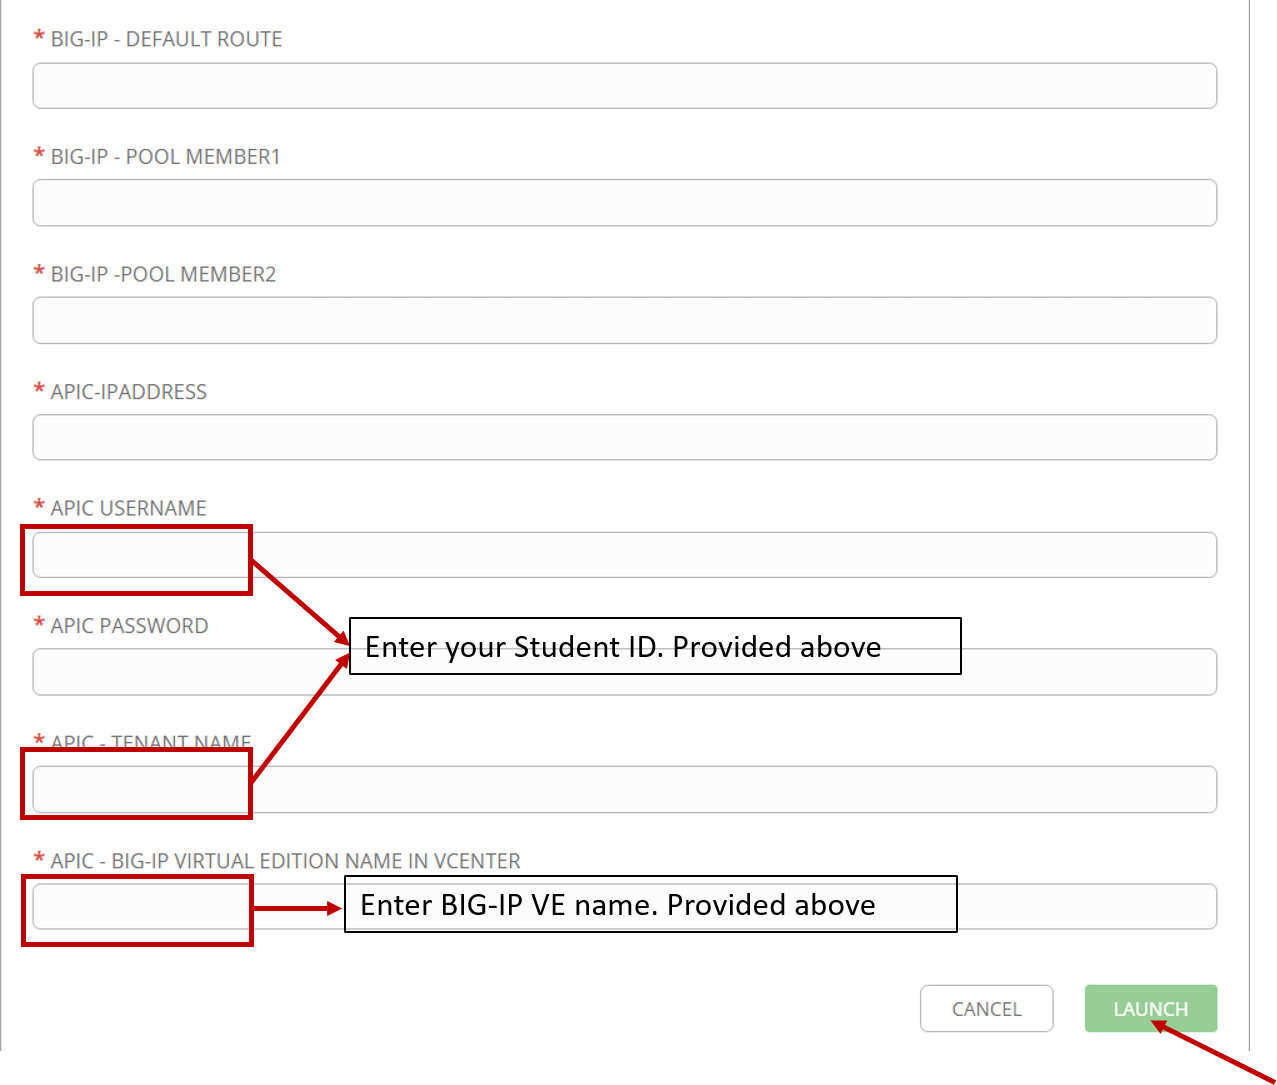 * BIG-IP - DEFAULT ROUTE
* BIG-IP - POOL MEMBER1
* BIG-IP -POOL MEMBER2
* APIC-IPADDRESS
* APIC USERNAME
* APIC PASSWORD
Enter your Student ID. Provided above
* APIC - TENANT NAME
* APIC - BIG-IP VIRTUAL EDITION NAME IN VCENTER
Enter BIG-IP VE name. Provided above
CANCEL
LAUNCH